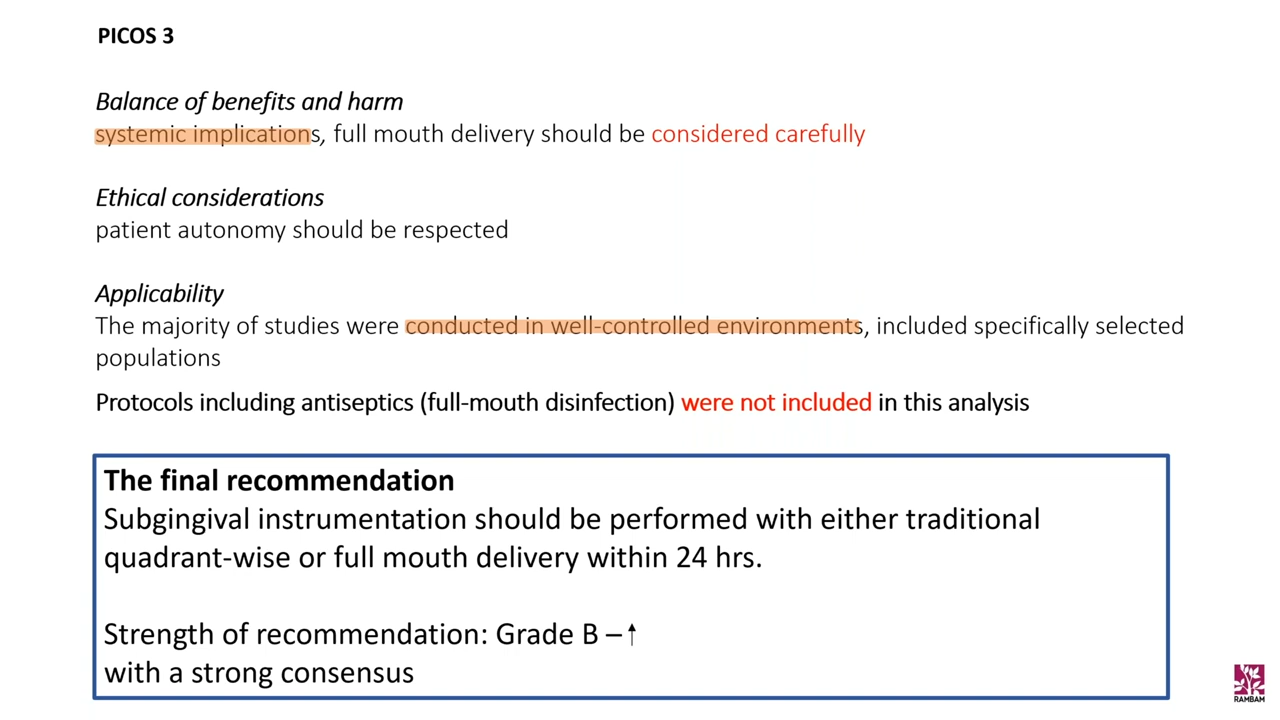 PICOS 3
Balance of benefits and harm
systemic implications, full mouth delivery should be considered carefully
Ethical considerations
patient autonomy should be respected
Applicability
The majority of studies were conducted in well-controlled environments, included specifically selected
populations
Protocols including antiseptics (full-mouth disinfection) were not included in this analysis
The final recommendation
Subgingival instrumentation should be performed with either traditional
quadrant-wise or full mouth delivery within 24 hrs.
Strength of recommendation: Grade B –↑
with a strong consensus
RAMBAM